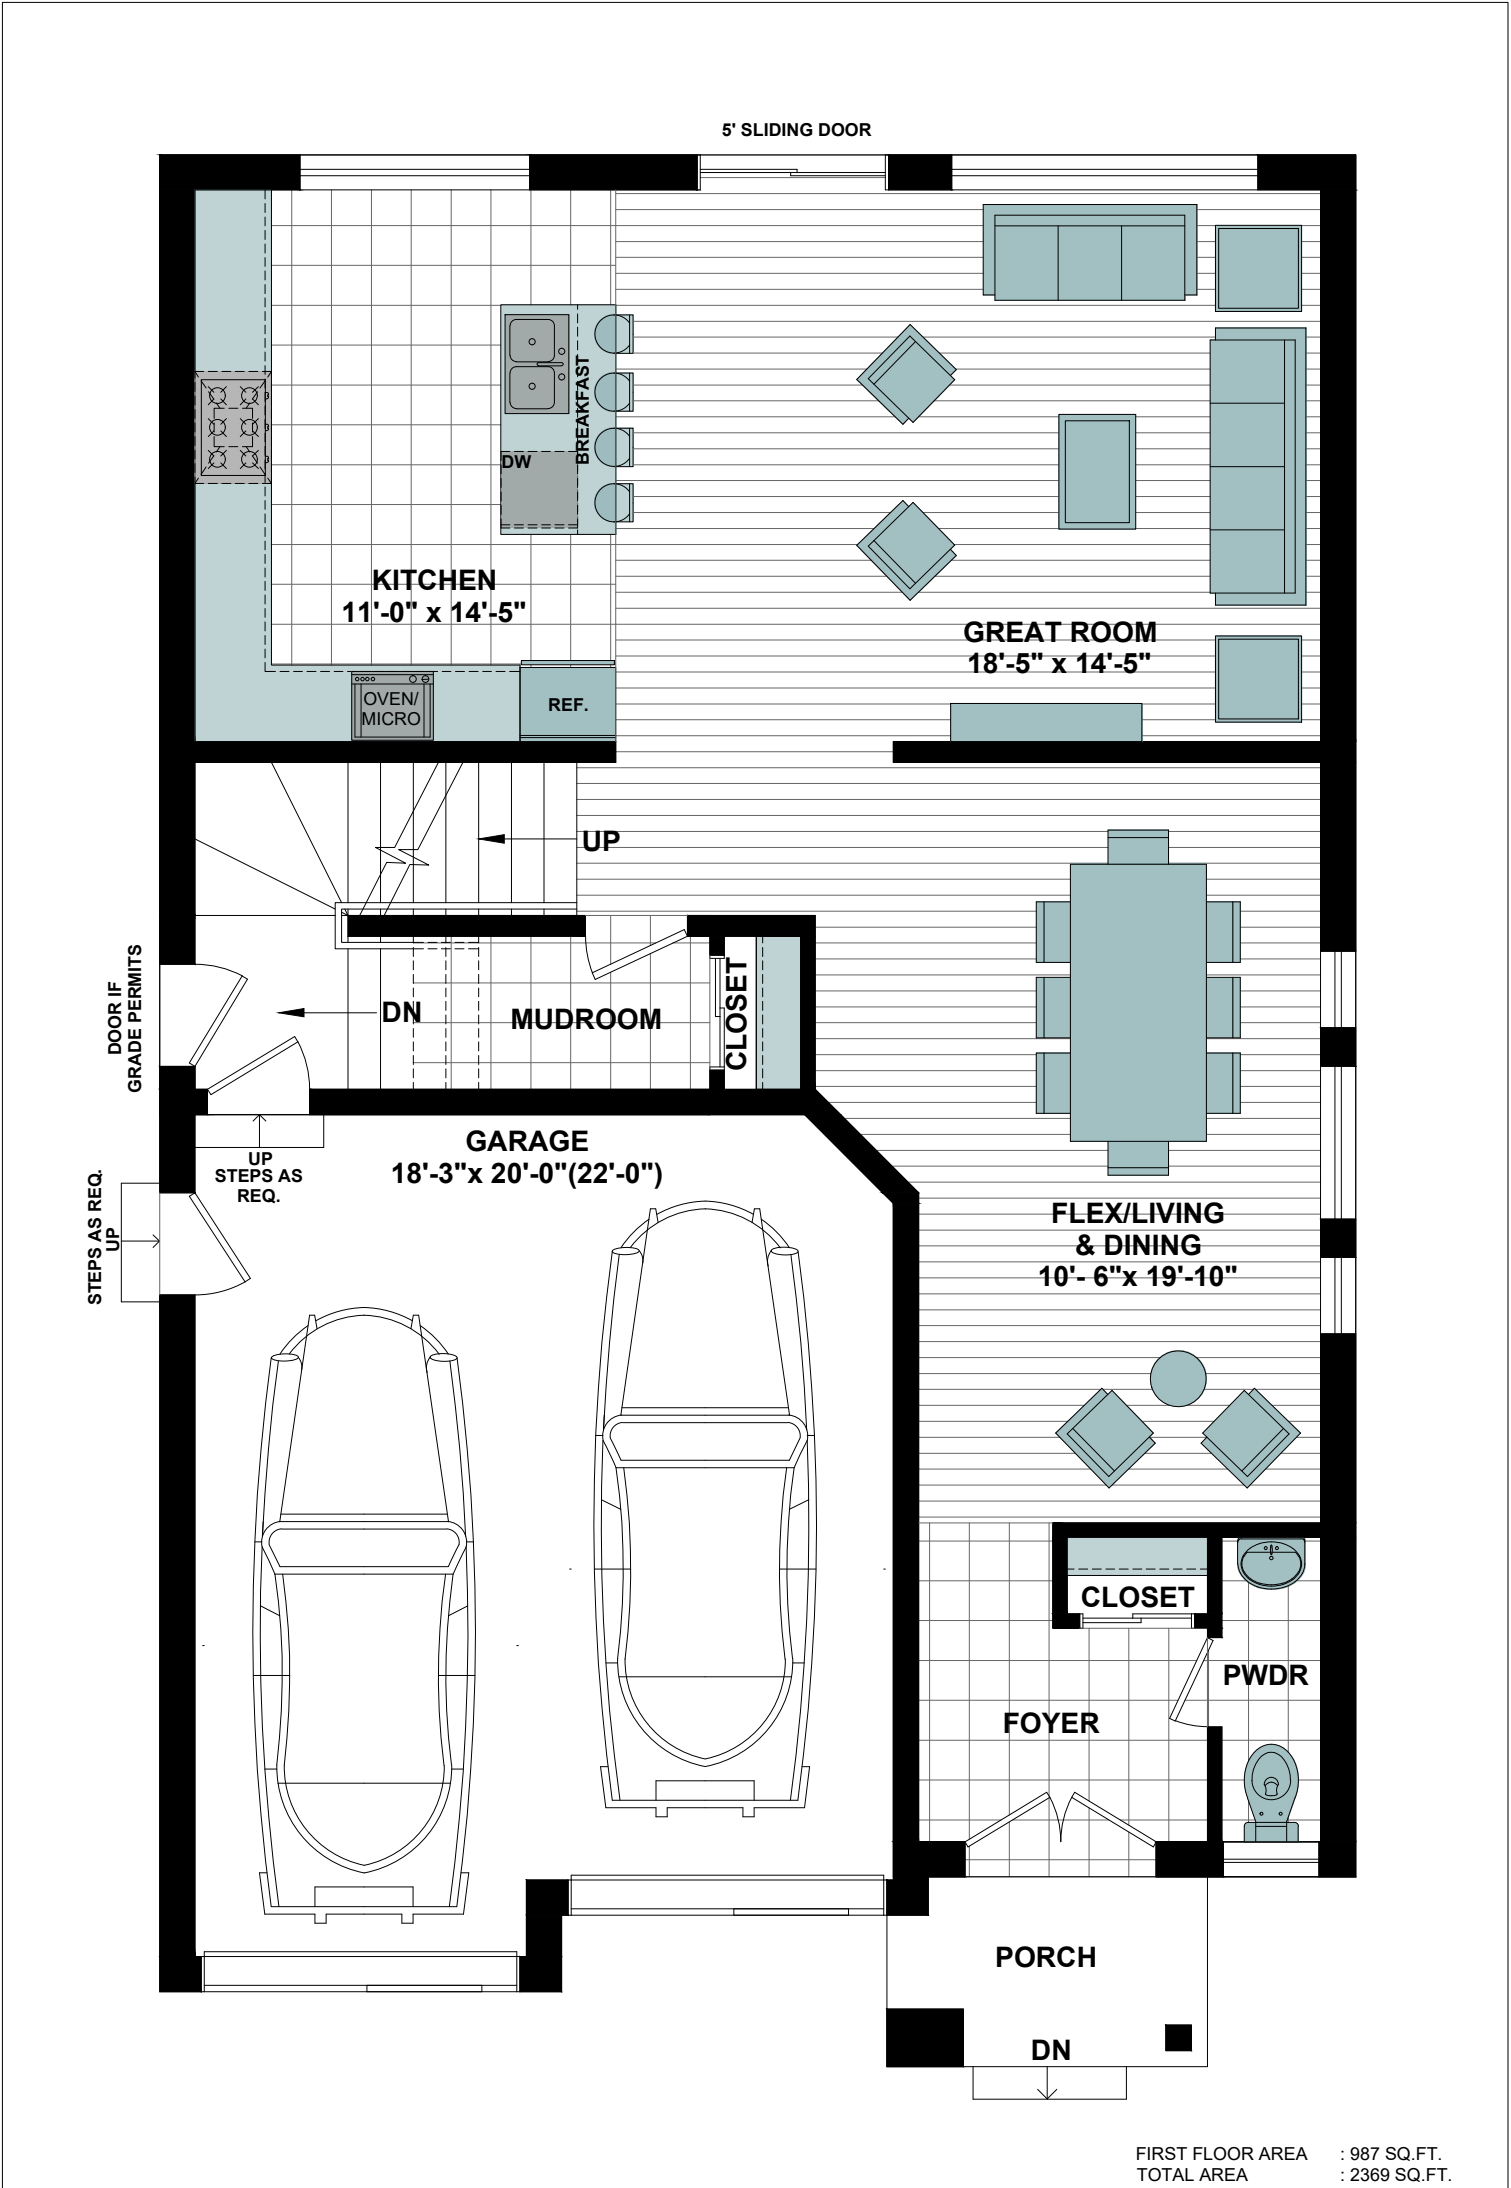 5' SLIDING DOOR
BREAKFAST
DW
KITCHEN
11'-0" x 14'-5"
GREAT ROOM
18'-5" x 14'-5"
OVEN/
MICRO
REF.
UP
DOOR IF
GRADE PERMITS
DN
MUDROOM
CLOSET
GARAGE
18'-3"x 20'-0"(22'-0")
UP
STEPS AS
REQ.
STEPS AS REQ.
UP
FLEX/LIVING
& DINING
10'- 6"x 19'-10"
CLOSET
PWDR
FOYER
PORCH
DN
FIRST FLOOR AREA : 987 SQ.FT.
TOTAL AREA : 2369 SQ.FT.